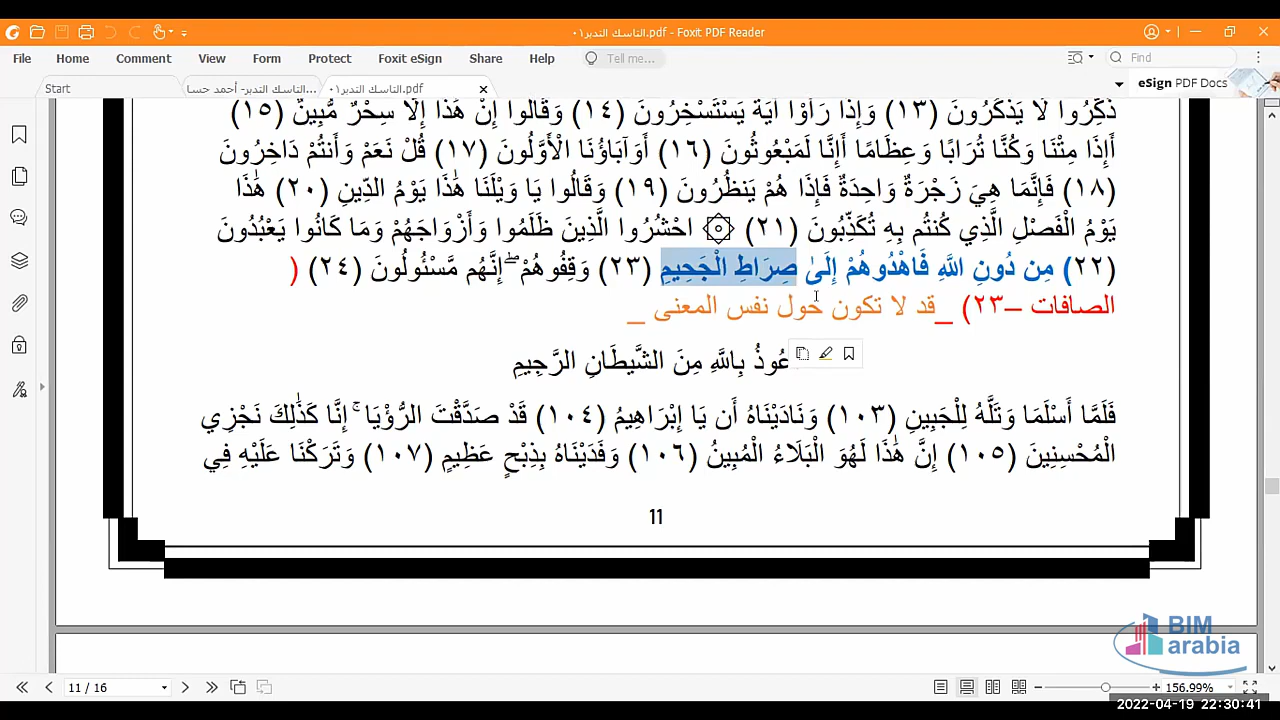 التاسك التدبر٠١.pdf - Foxit PDF Reader
File Home Comment View Form Protect Foxit eSign Share Help Tell me... Find
Start التاسك التدبر- أحمد حسا... التاسك التدبر٠١.pdf eSign PDF Docs
ذُكِّرُوا لَا يَذْكُرُونَ (١٣) وَإِذَا رَأَوْا آيَةً يَسْتَسْخِرُونَ (١٤) وَقَالُوا إِنْ هَٰذَا إِلَّا سِحْرٌ مُّبِينٌ (١٥)
أَإِذَا مِتْنَا وَكُنَّا تُرَابًا وَعِظَامًا أَإِنَّا لَمَبْعُوثُونَ (١٦) أَوَآبَاؤُنَا الْأَوَّلُونَ (١٧) قُلْ نَعَمْ وَأَنتُمْ دَاخِرُونَ
(١٨) فَإِنَّمَا هِيَ زَجْرَةٌ وَاحِدَةٌ فَإِذَا هُمْ يَنظُرُونَ (١٩) وَقَالُوا يَا وَيْلَنَا هَٰذَا يَوْمُ الدِّينِ (٢٠) هَٰذَا
يَوْمُ الْفَصْلِ الَّذِي كُنتُم بِهِ تُكَذِّبُونَ (٢١) ۞ احْشُرُوا الَّذِينَ ظَلَمُوا وَأَزْوَاجَهُمْ وَمَا كَانُوا يَعْبُدُونَ
(٢٢) مِن دُونِ اللَّهِ فَاهْدُوهُمْ إِلَىٰ صِرَاطِ الْجَحِيمِ (٢٣) وَقِفُوهُمْ ۖ إِنَّهُم مَّسْئُولُونَ (٢٤) (
الصافات –٢٣) _قد لا تكون حول نفس المعنى _
عُوذُ بِاللَّهِ مِنَ الشَّيطَانِ الرَّجِيمِ
فَلَمَّا أَسْلَمَا وَتَلَّهُ لِلْجَبِينِ (١٠٣) وَنَادَيْنَاهُ أَن يَا إِبْرَاهِيمُ (١٠٤) قَدْ صَدَّقْتَ الرُّؤْيَا ۚ إِنَّا كَذَٰلِكَ نَجْزِي
الْمُحْسِنِينَ (١٠٥) إِنَّ هَٰذَا لَهُوَ الْبَلَاءُ الْمُبِينُ (١٠٦) وَفَدَيْنَاهُ بِذِبْحٍ عَظِيمٍ (١٠٧) وَتَرَكْنَا عَلَيْهِ فِي
11
BIM
arabia
11 / 16 156.99%
2022-04-19 22:30:41